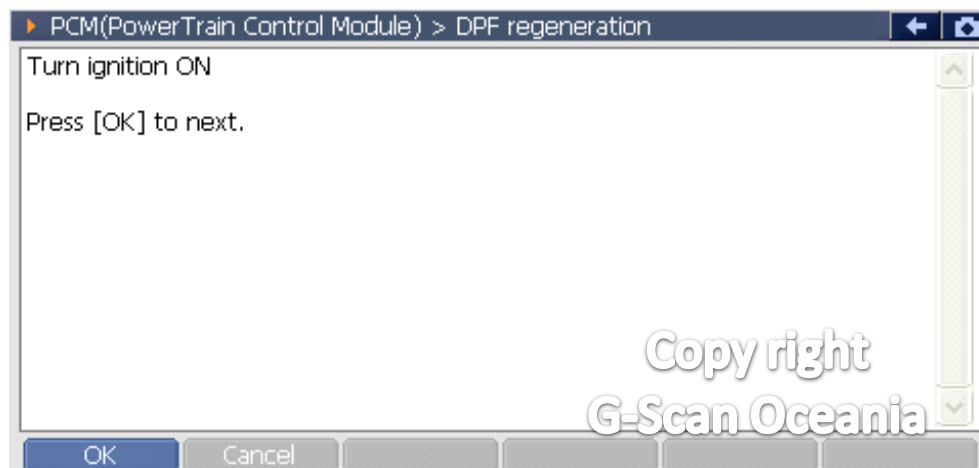 PCM(PowerTrain Control Module) > DPF regeneration
Turn ignition ON
Press [OK] to next.
Copy right
G-Scan Oceania
OK Cancel